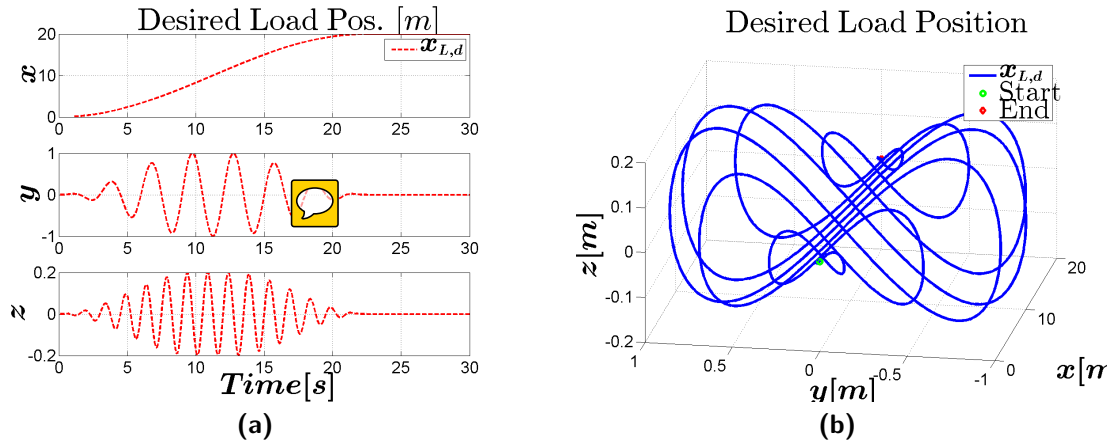 Desired Load Pos. [m]
x
20
10
0
x_{L,d}
0 5 10 15 20 25 30
y
1
0
-1
0 5 10 15 20 25 30
z
0.2
0
-0.2
0 5 10 15 20 25 30
Time[s]
(a)
Desired Load Position
x_{L,d}
Start
End
z[m]
0.2
0.1
0
-0.1
-0.2
1 0.5 0 -0.5 -1
y[m]
0 10 20
x[m
(b)